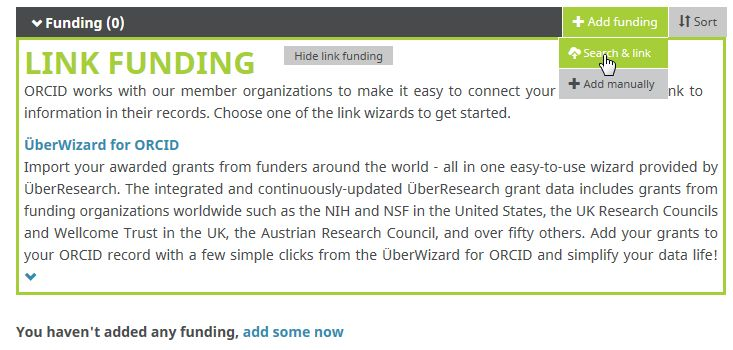 Funding (0)
Add funding
Sort
LINK FUNDING
Hide link funding
Search & link
Add manually
ORCID works with our member organizations to make it easy to connect your nk to
information in their records. Choose one of the link wizards to get started.
ÜberWizard for ORCID
Import your awarded grants from funders around the world - all in one easy-to-use wizard provided by
ÜberResearch. The integrated and continuously-updated ÜberResearch grant data includes grants from
funding organizations worldwide such as the NIH and NSF in the United States, the UK Research Councils
and Wellcome Trust in the UK, the Austrian Research Council, and over fifty others. Add your grants to
your ORCID record with a few simple clicks from the ÜberWizard for ORCID and simplify your data life!
You haven't added any funding, add some now